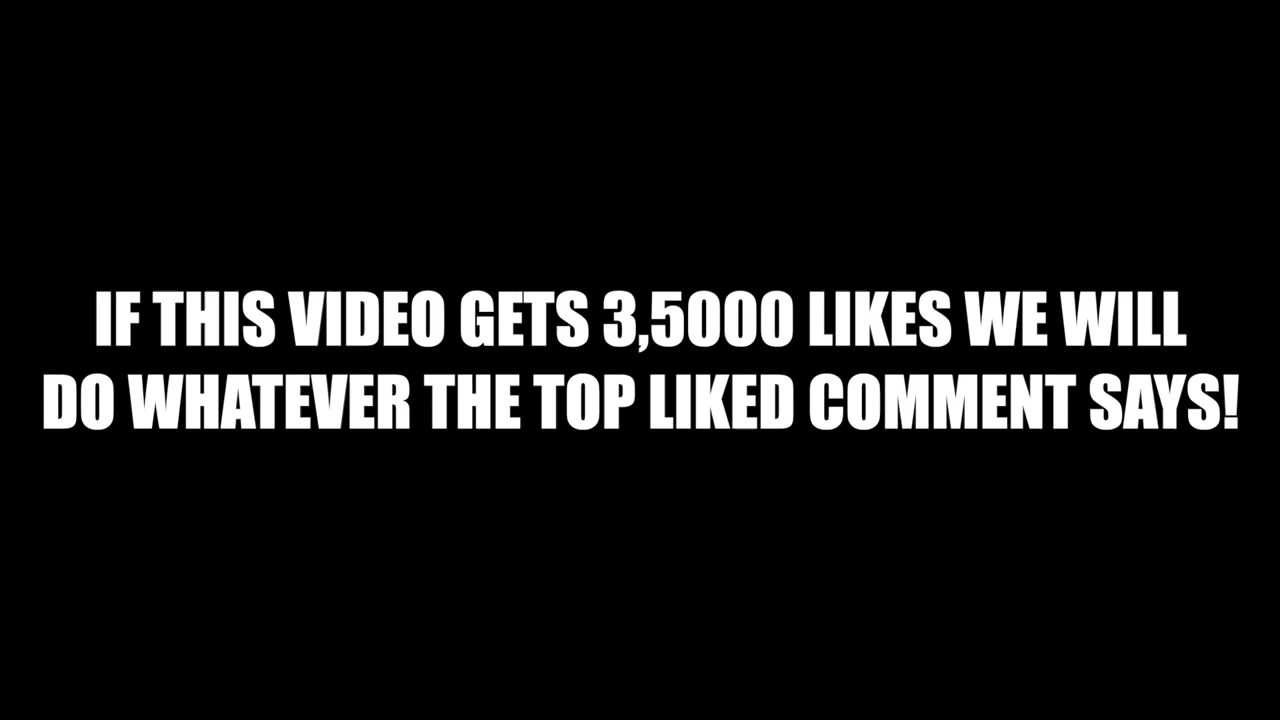 IF THIS VIDEO GETS 3,5000 LIKES WE WILL
DO WHATEVER THE TOP LIKED COMMENT SAYS!